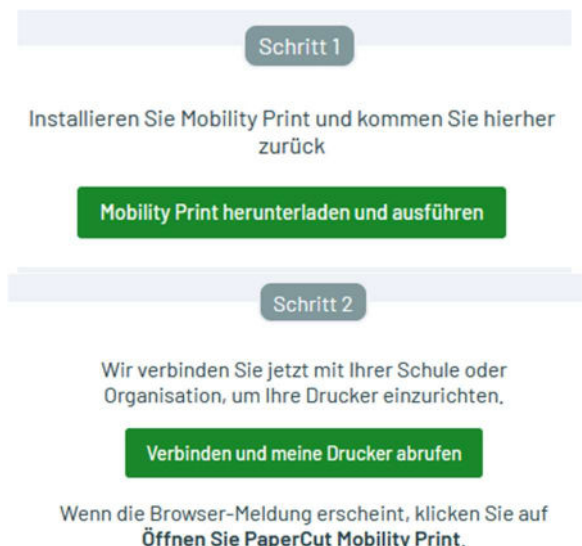 Schritt 1
Installieren Sie Mobility Print und kommen Sie hierher
zurück
Mobility Print herunterladen und ausführen
Schritt 2
Wir verbinden Sie jetzt mit Ihrer Schule oder
Organisation, um Ihre Drucker einzurichten.
Verbinden und meine Drucker abrufen
Wenn die Browser-Meldung erscheint, klicken Sie auf
Öffnen Sie PaperCut Mobility Print.